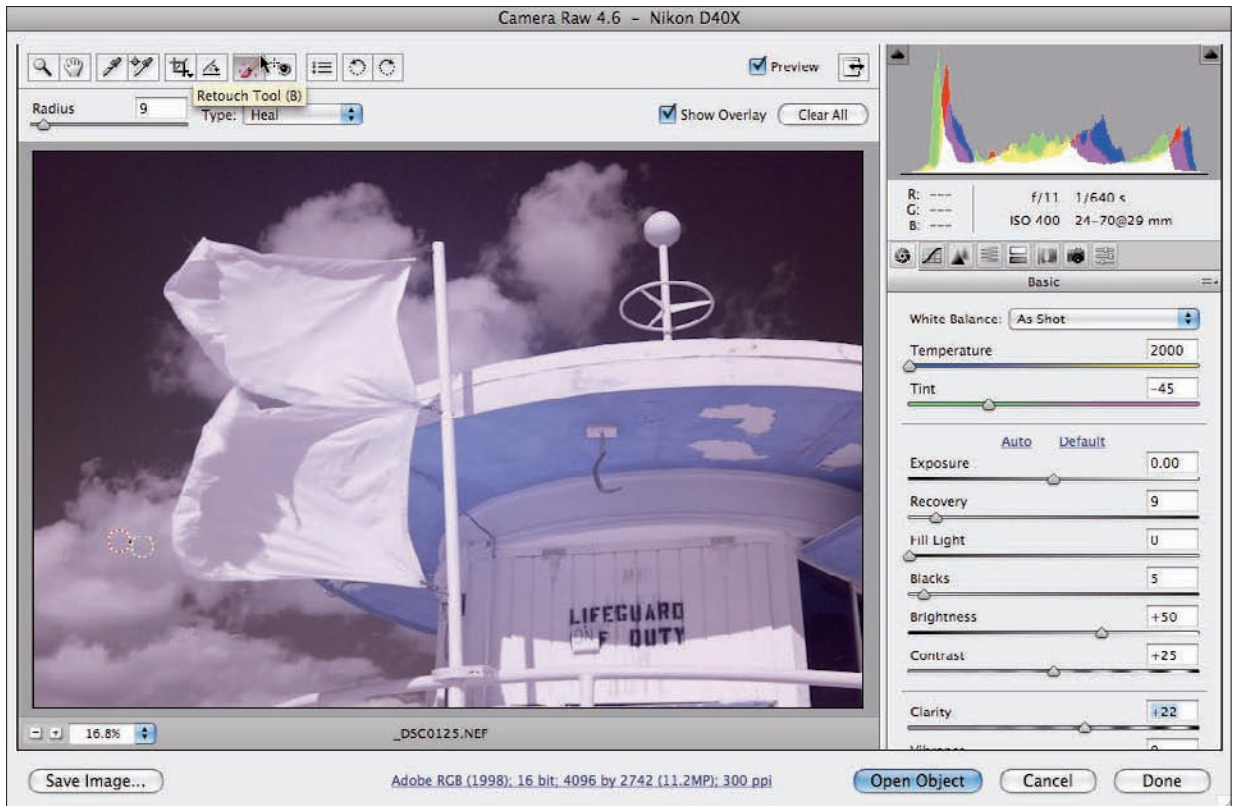 Camera Raw 4.6 – Nikon D40X
Preview
Retouch Tool (B)
Radius 9 Type: Heal
Show Overlay Clear All
R: ---
G: ---
B: ---
f/11 1/640 s
ISO 400 24-70@29 mm
Basic
White Balance: As Shot
Temperature 2000
Tint -45
Auto Default
Exposure 0.00
Recovery 9
Fill Light 0
Blacks 5
Brightness +50
Contrast +25
Clarity +22
LIFEGUARD
ON F DUTY
16.8% _DSC0125.NEF
Save Image... Adobe RGB (1998); 16 bit; 4096 by 2742 (11.2MP); 300 ppi Open Object Cancel Done